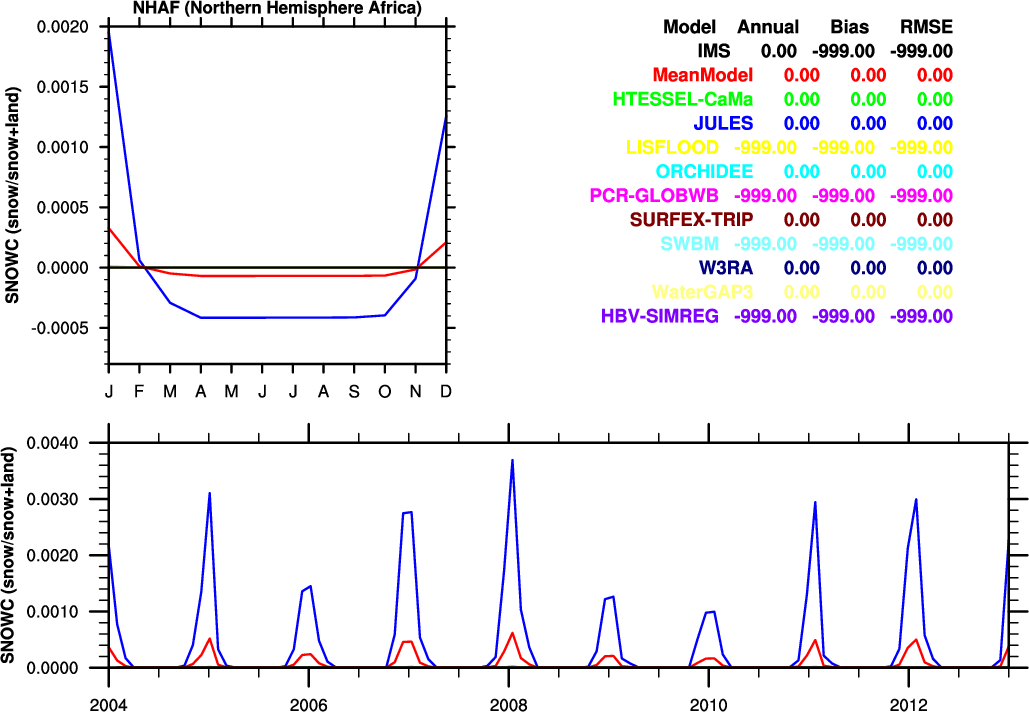 NHAF (Northern Hemisphere Africa)
SNOWC (snow/snow+land)
0.0020
0.0015
0.0010
0.0005
0.0000
-0.0005
J F M A M J J A S O N D
Model Annual Bias RMSE
IMS 0.00 -999.00 -999.00
MeanModel 0.00 0.00 0.00
HTESSEL-CaMa 0.00 0.00 0.00
JULES 0.00 0.00 0.00
LISFLOOD -999.00 -999.00 -999.00
ORCHIDEE 0.00 0.00 0.00
PCR-GLOBWB -999.00 -999.00 -999.00
SURFEX-TRIP 0.00 0.00 0.00
SWBM -999.00 -999.00 -999.00
W3RA 0.00 0.00 0.00
WaterGAP3 0.00 0.00 0.00
HBV-SIMREG -999.00 -999.00 -999.00
SNOWC (snow/snow+land)
0.0040
0.0030
0.0020
0.0010
0.0000
2004 2006 2008 2010 2012